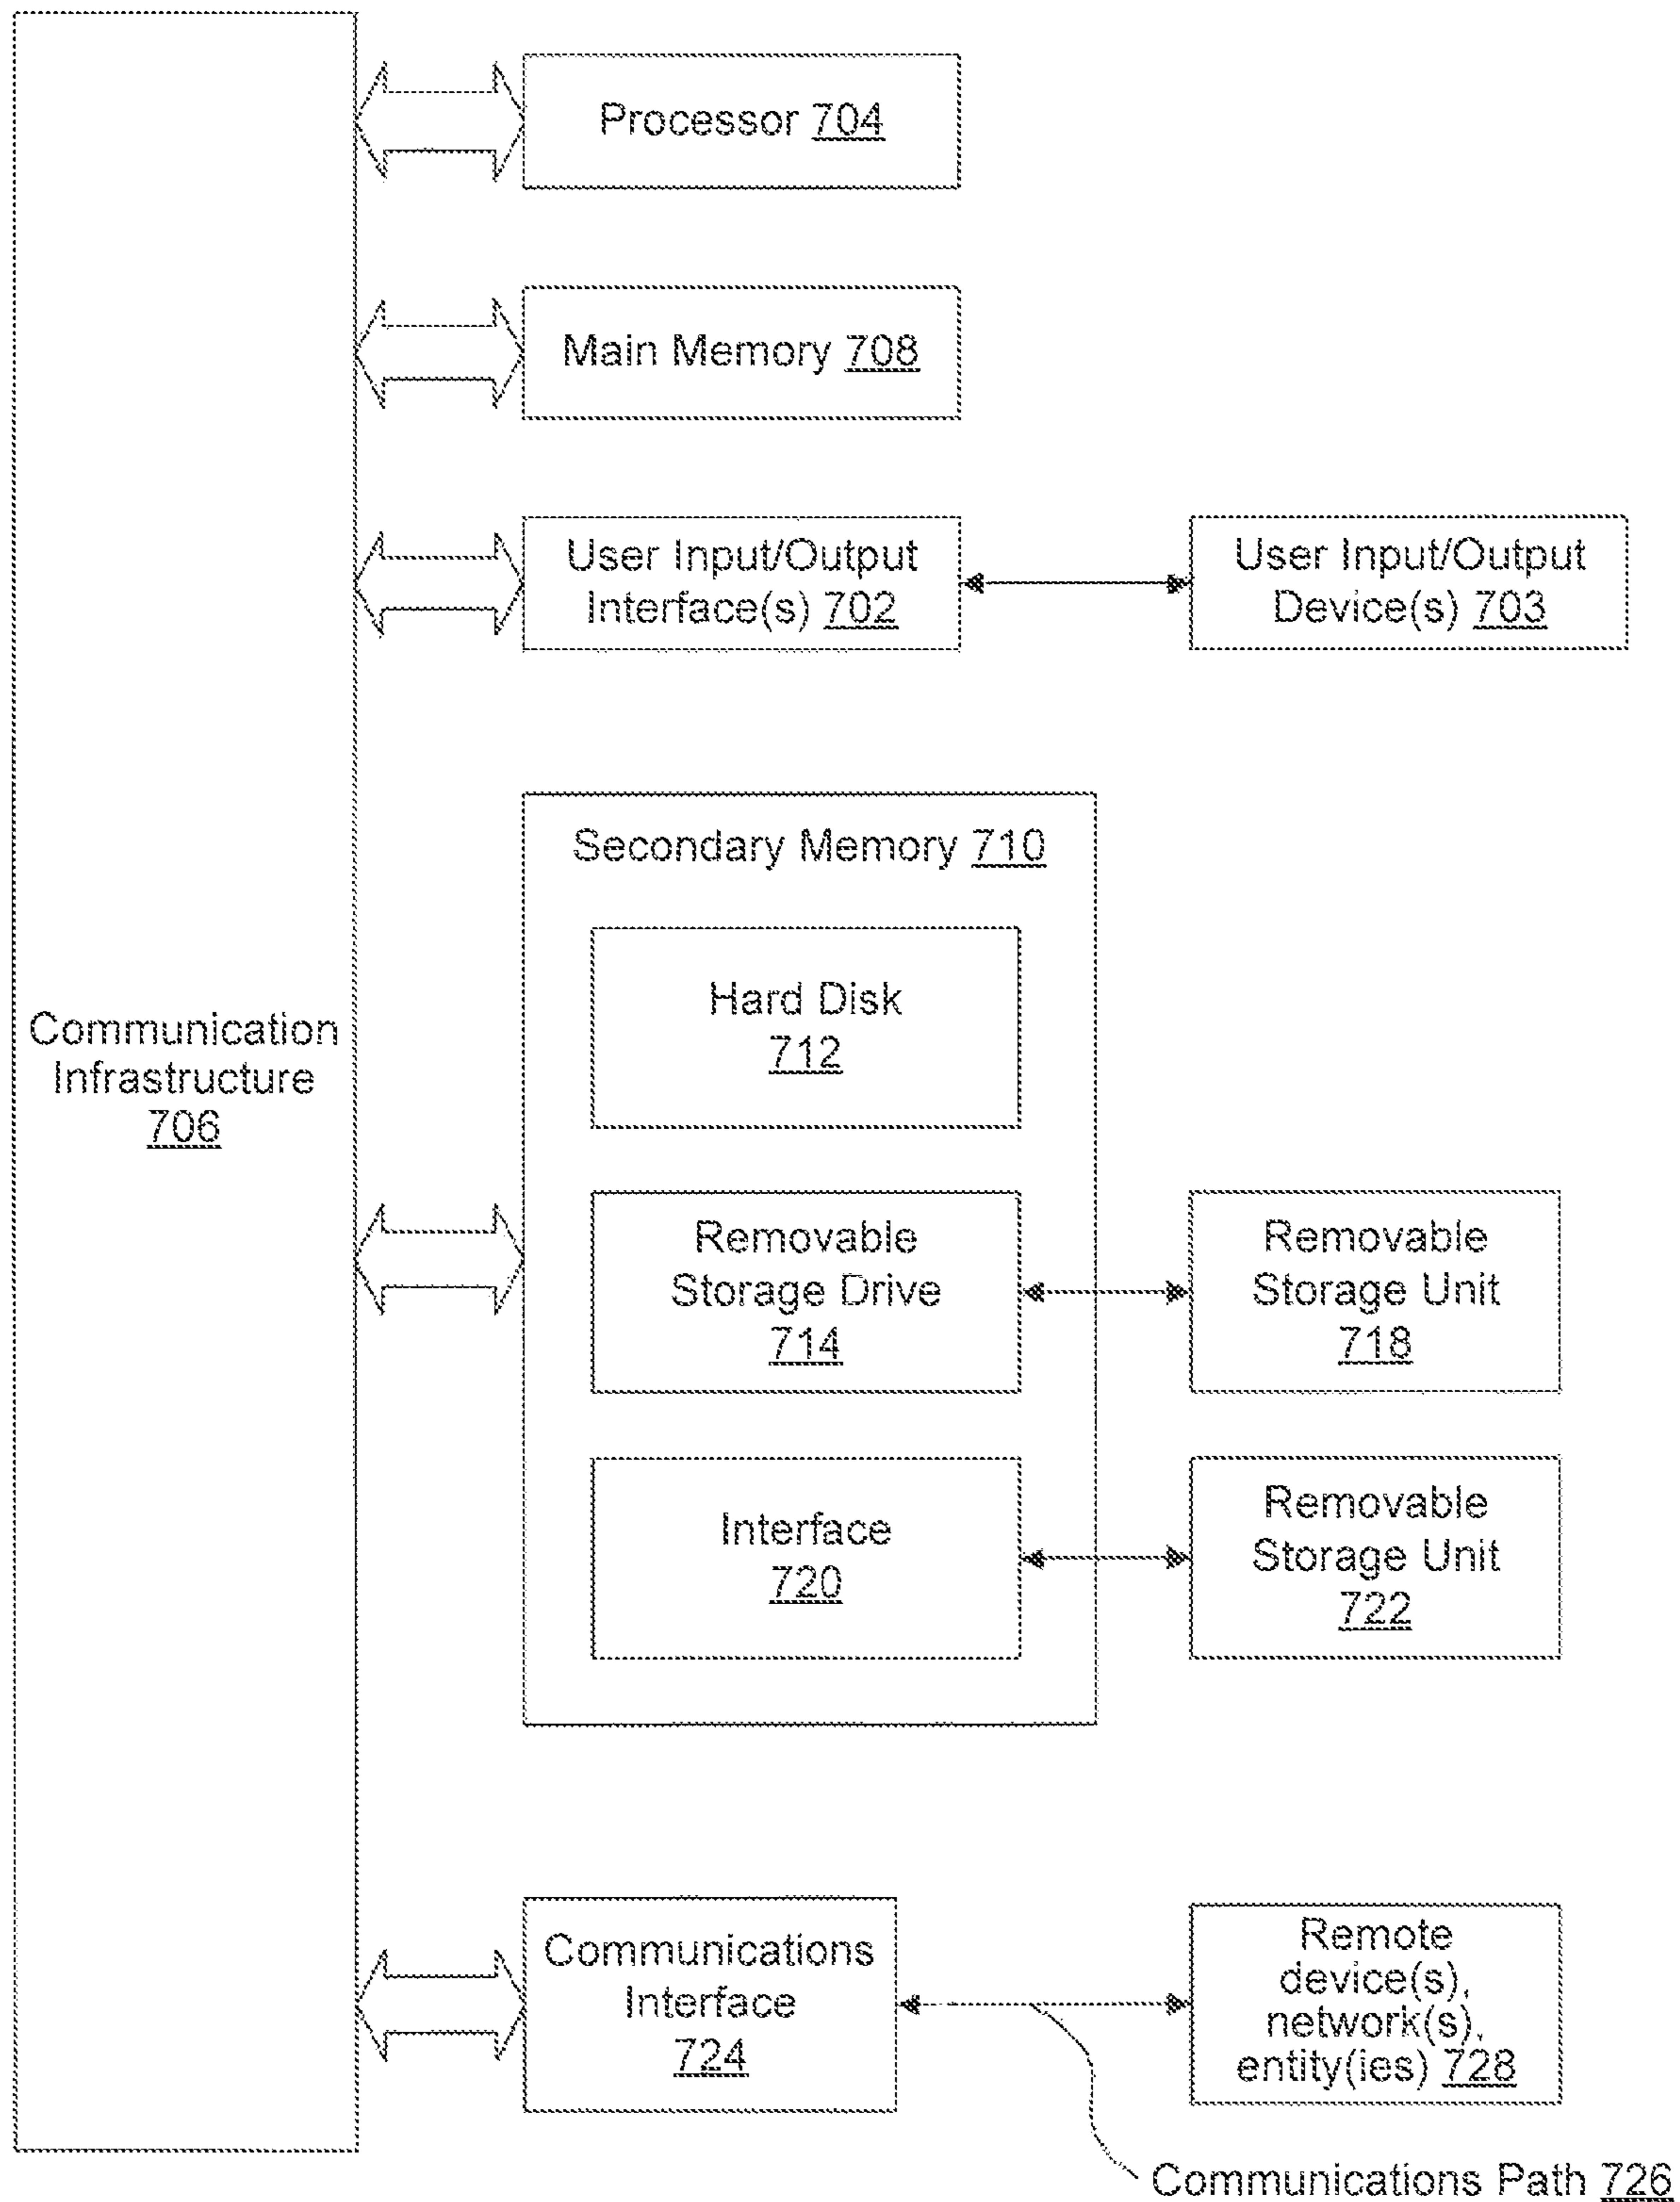 Processor 704
Main Memory 708
User Input/Output
Interface(s) 702
User Input/Output
Device(s) 703
Secondary Memory 710
Hard Disk
712
Communication
Infrastructure
706
Removable
Storage Drive
714
Removable
Storage Unit
718
Interface
720
Removable
Storage Unit
722
Communications
Interface
724
Remote
device(s),
network(s),
entity(ies) 728
Communications Path 726